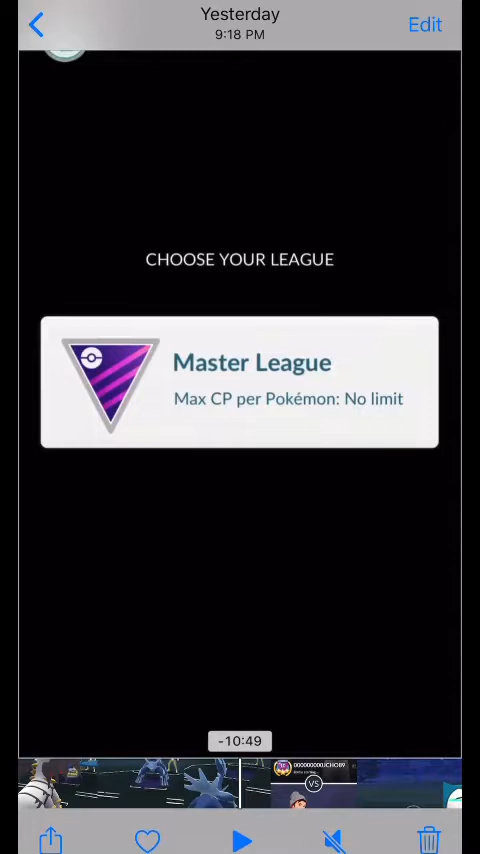 Yesterday
9:18 PM
Edit
CHOOSE YOUR LEAGUE
Master League
Max CP per Pokémon: No limit
-10:49
VS